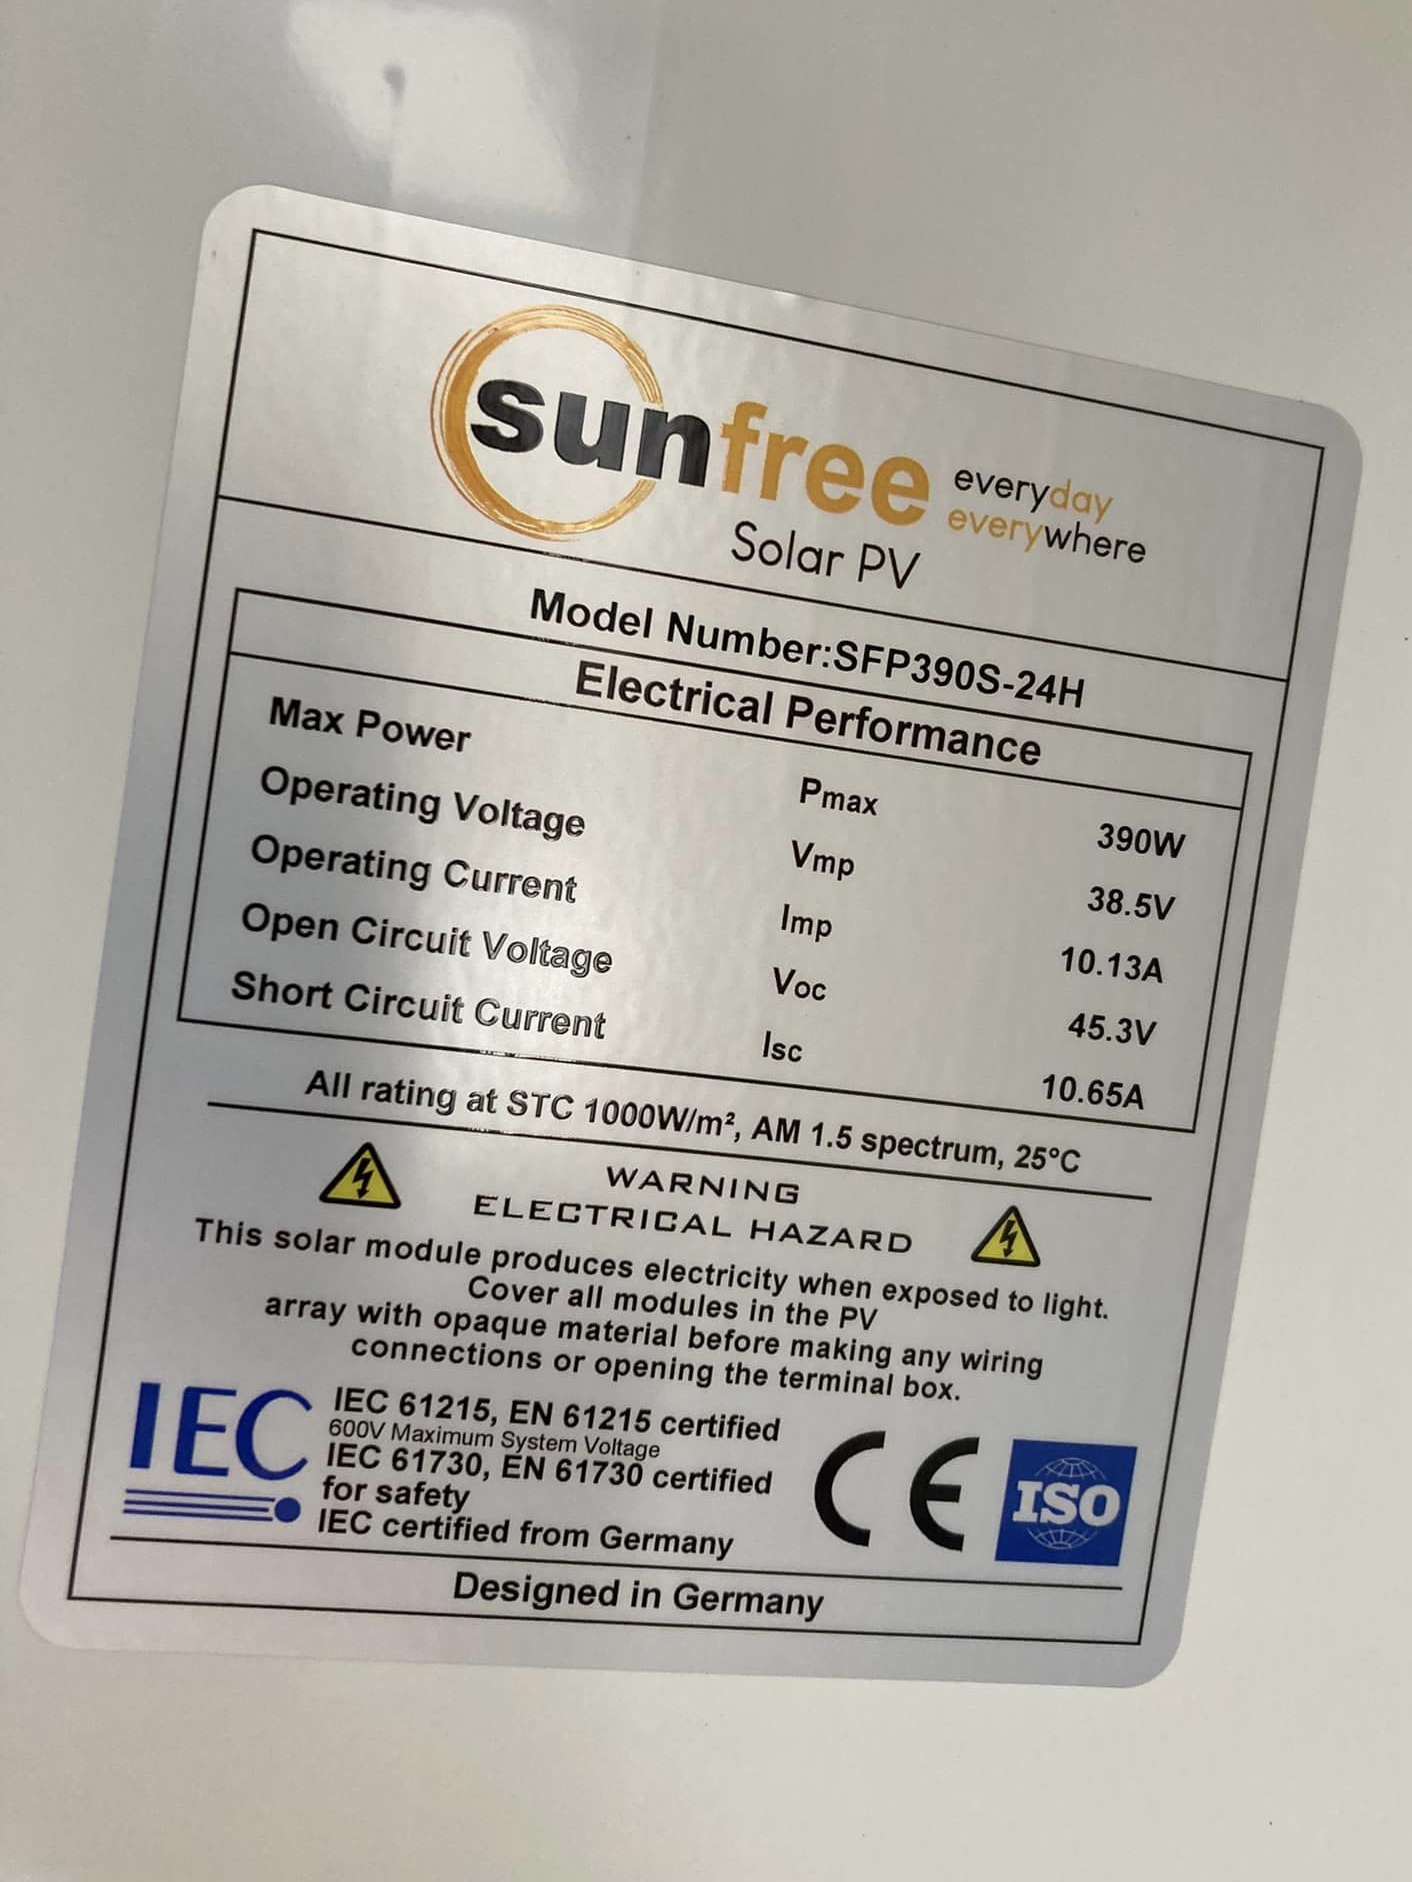 sunfree everyday
everywhere
Solar PV
Model Number:SFP390S-24H
Electrical Performance
Max Power Pmax 390W
Operating Voltage Vmp 38.5V
Operating Current Imp 10.13A
Open Circuit Voltage Voc 45.3V
Short Circuit Current Isc 10.65A
All rating at STC 1000W/m², AM 1.5 spectrum, 25°C
WARNING
ELECTRICAL HAZARD
This solar module produces electricity when exposed to light.
Cover all modules in the PV
array with opaque material before making any wiring
connections or opening the terminal box.
IEC
IEC 61215, EN 61215 certified
600V Maximum System Voltage
IEC 61730, EN 61730 certified
for safety
IEC certified from Germany
CE
ISO
Designed in Germany